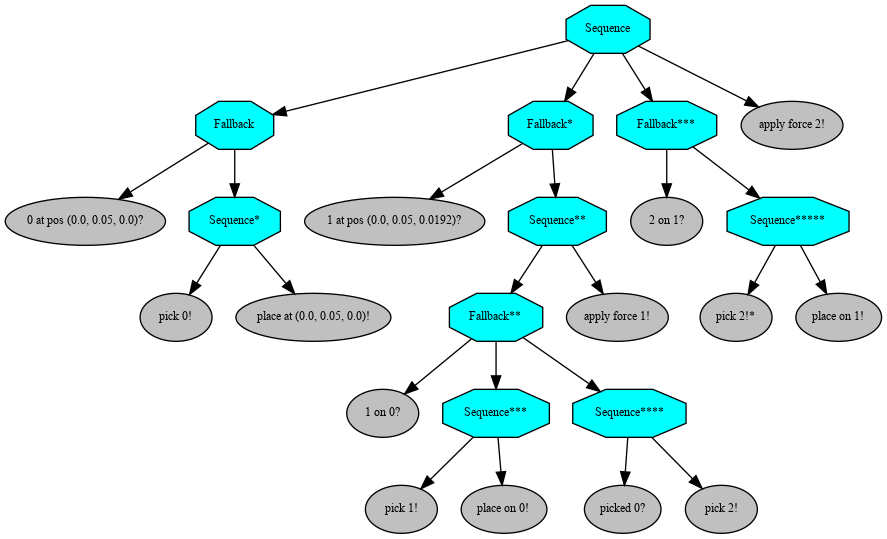 Sequence
Fallback
Fallback*
Fallback***
apply force 2!
0 at pos (0.0, 0.05, 0.0)?
Sequence*
1 at pos (0.0, 0.05, 0.0192)?
Sequence**
2 on 1?
Sequence*****
pick 0!
place at (0.0, 0.05, 0.0)!
Fallback**
apply force 1!
pick 2!*
place on 1!
1 on 0?
Sequence***
Sequence****
pick 1!
place on 0!
picked 0?
pick 2!